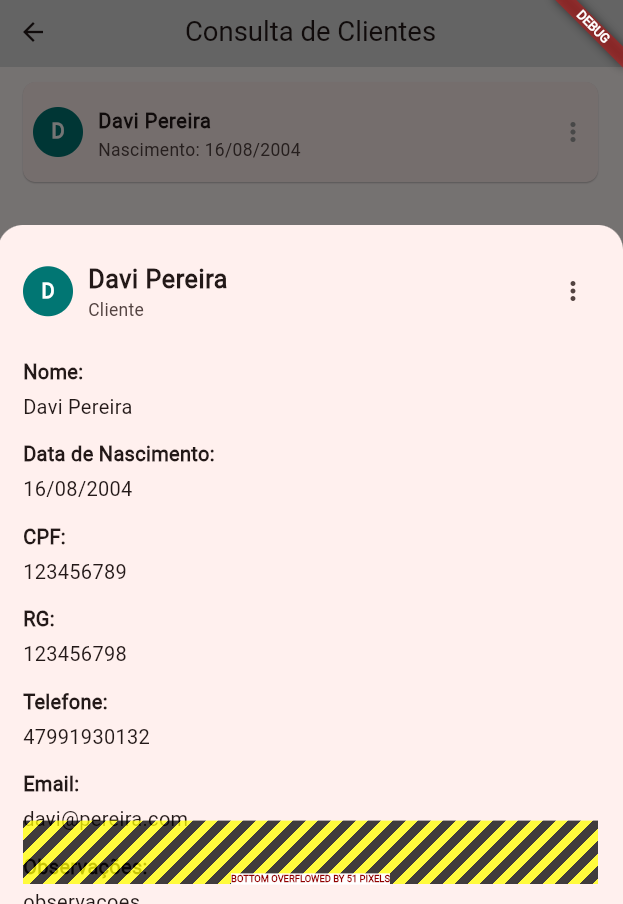 Consulta de Clientes
DEBUG
D
Davi Pereira
Nascimento: 16/08/2004
D
Davi Pereira
Cliente
Nome:
Davi Pereira
Data de Nascimento:
16/08/2004
CPF:
123456789
RG:
123456798
Telefone:
47991930132
Email:
davi@pereira.com
Observações:
BOTTOM OVERFLOWED BY 51 PIXELS
observacoes